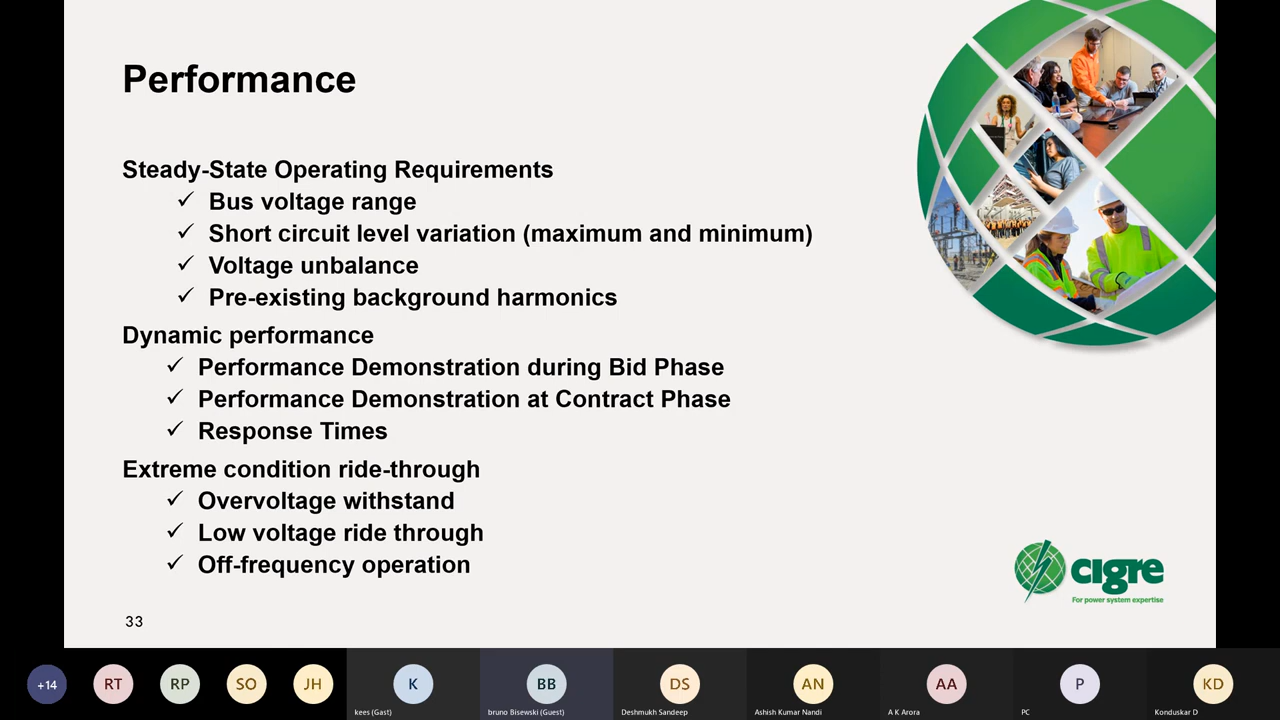 Performance
Steady-State Operating Requirements
✓ Bus voltage range
✓ Short circuit level variation (maximum and minimum)
✓ Voltage unbalance
✓ Pre-existing background harmonics
Dynamic performance
✓ Performance Demonstration during Bid Phase
✓ Performance Demonstration at Contract Phase
✓ Response Times
Extreme condition ride-through
✓ Overvoltage withstand
✓ Low voltage ride through
✓ Off-frequency operation
cigre
For power system expertise
33
+14 RT RP SO JH K BB DS AN AA P KD
kees (Gast) bruno Bisewski (Guest) Deshmukh Sandeep Ashish Kumar Nandi A K Arora PC Konduskar D